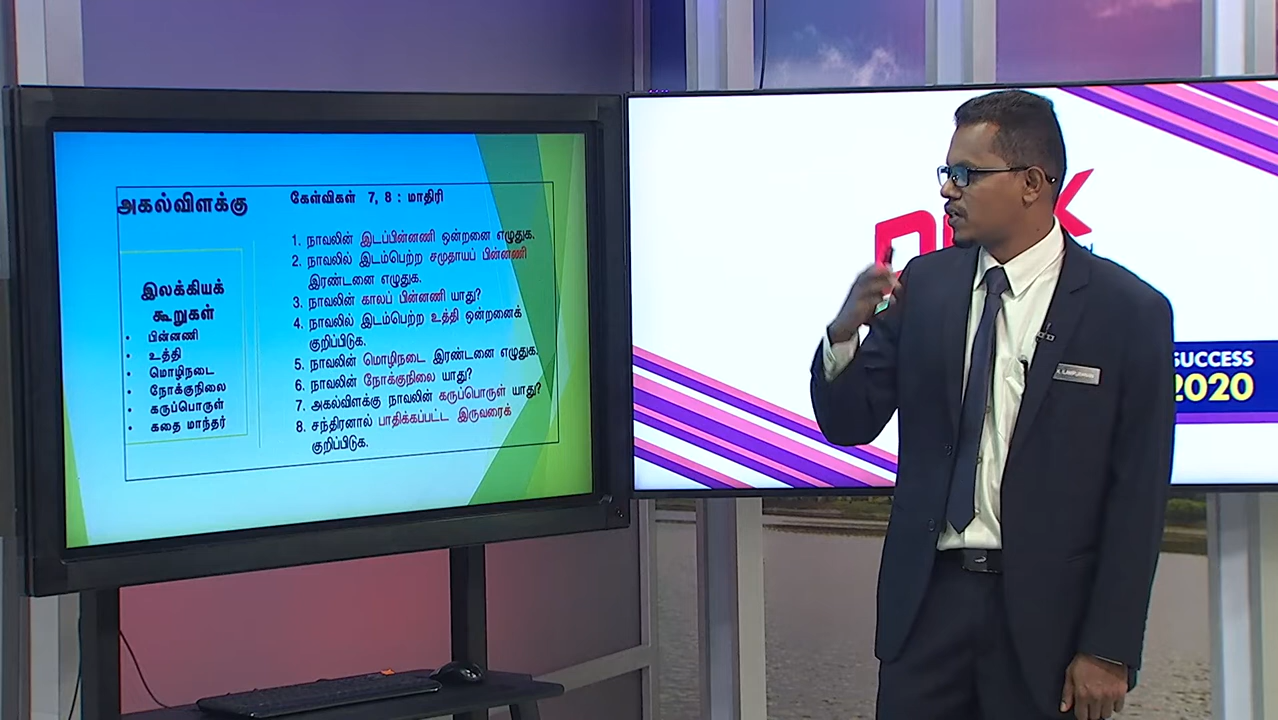 அகல்விளக்கு
கேள்விகள் 7, 8 : மாதிரி
இலக்கியக்
கூறுகள்
• பின்னணி
• உத்தி
• மொழிநடை
• நோக்குநிலை
• கருப்பொருள்
• கதை மாந்தர்
1. நாவலின் இடப்பின்னணி ஒன்றனை எழுதுக.
2. நாவலில் இடம்பெற்ற சமுதாயப் பின்னணி
இரண்டனை எழுதுக.
3. நாவலின் காலப் பின்னணி யாது?
4. நாவலில் இடம்பெற்ற உத்தி ஒன்றனைக்
குறிப்பிடுக.
5. நாவலின் மொழிநடை இரண்டனை எழுதுக.
6. நாவலின் நோக்குநிலை யாது?
7. அகல்விளக்கு நாவலின் கருப்பொருள் யாது?
8. சந்திரனால் பாதிக்கப்பட்ட இருவரைக்
குறிப்பிடுக.
SUCCESS
2020